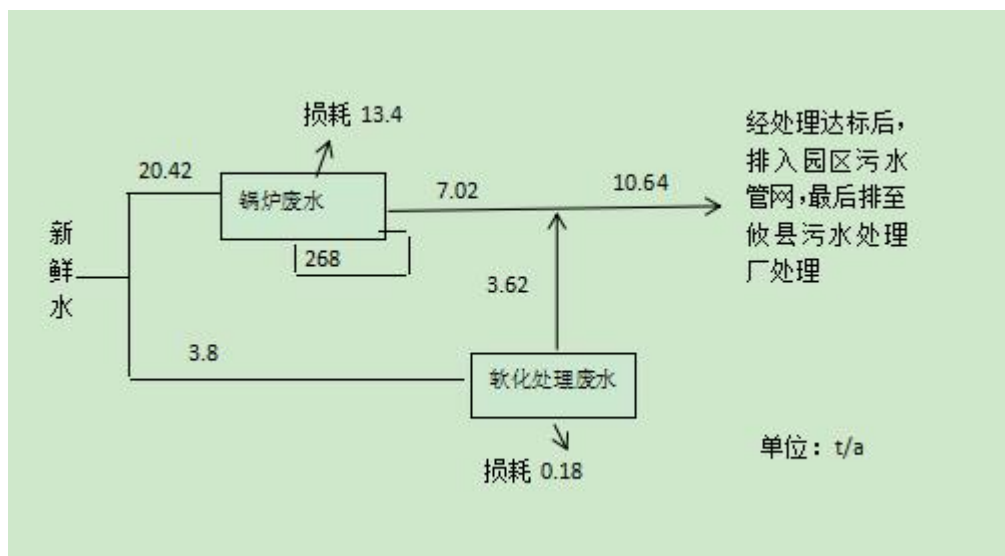 损耗 13.4
20.42
锅炉废水
7.02
10.64
268
经处理达标后，
排入园区污水
管网，最后排至
攸县污水处理
厂处理
新
鲜
水
3.62
3.8
软化处理废水
损耗 0.18
单位：t/a